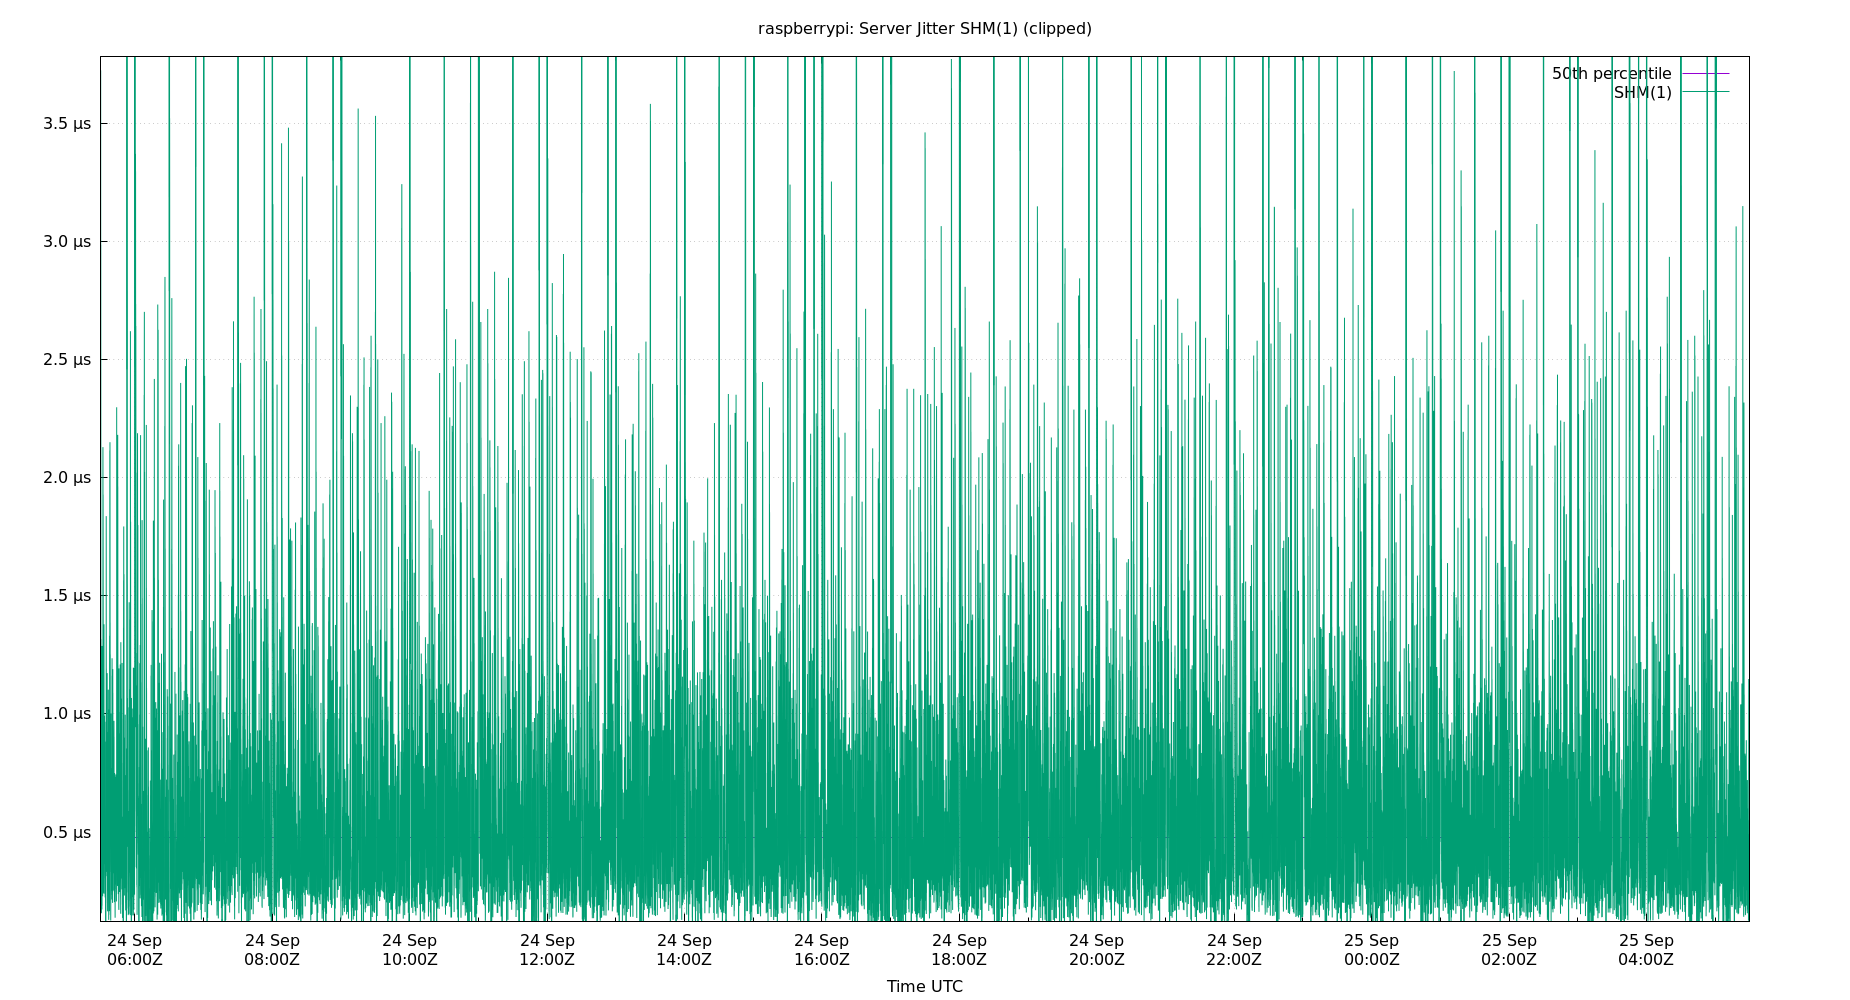 raspberrypi: Server Jitter SHM(1) (clipped)
50th percentile
SHM(1)
3.5 µs
3.0 µs
2.5 µs
2.0 µs
1.5 µs
1.0 µs
0.5 µs
24 Sep 24 Sep 24 Sep 24 Sep 24 Sep 24 Sep 24 Sep 24 Sep 24 Sep 25 Sep 25 Sep 25 Sep
06:00Z 08:00Z 10:00Z 12:00Z 14:00Z 16:00Z 18:00Z 20:00Z 22:00Z 00:00Z 02:00Z 04:00Z
Time UTC